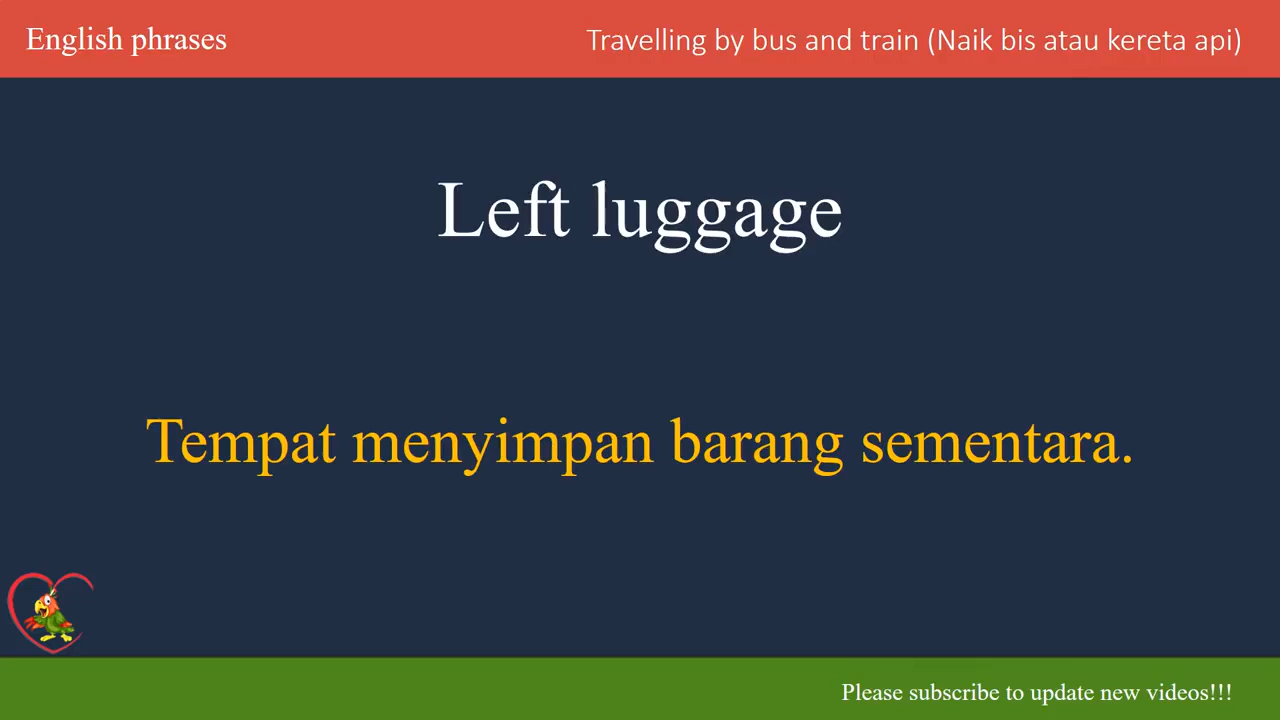 English phrases
Travelling by bus and train (Naik bis atau kereta api)
Left luggage
Tempat menyimpan barang sementara.
Please subscribe to update new videos!!!